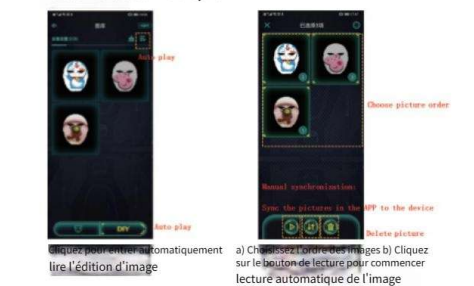 Auto play
Auto play
Cliquez pour entrer automatiquement
lire l'édition d'image
Choose picture order
Manual synchronisation:
Sync the pictures in the APP to the device
Delete picture
a) Choisissez l'ordre des images b) Cliquez
sur le bouton de lecture pour commencer
lecture automatique de l'image
DIY